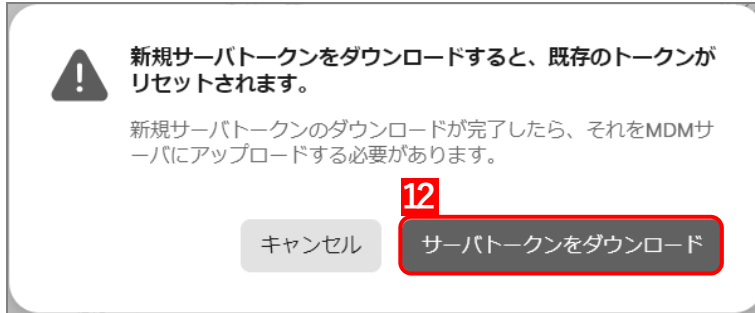 新規サーバトークンをダウンロードすると、既存のトークンが
リセットされます。
新規サーバトークンのダウンロードが完了したら、それをMDMサ
ーバにアップロードする必要があります。
12
キャンセル
サーバトークンをダウンロード